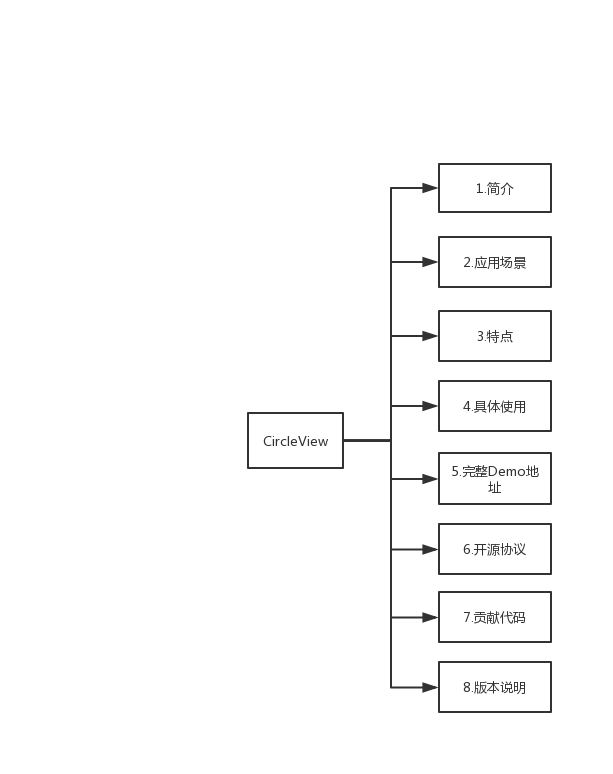 1.简介
2.应用场景
3.特点
4.具体使用
CircleView
5.完整Demo地
址
6.开源协议
7.贡献代码
8.版本说明